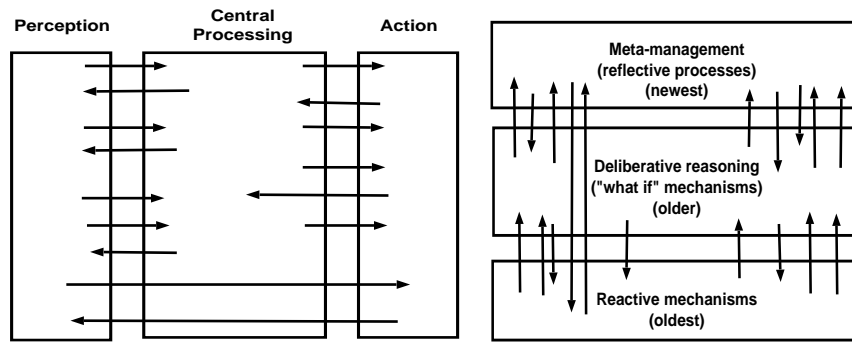 Perception
Central
Processing
Action
Meta-management
(reflective processes)
(newest)
Deliberative reasoning
("what if" mechanisms)
(older)
Reactive mechanisms
(oldest)